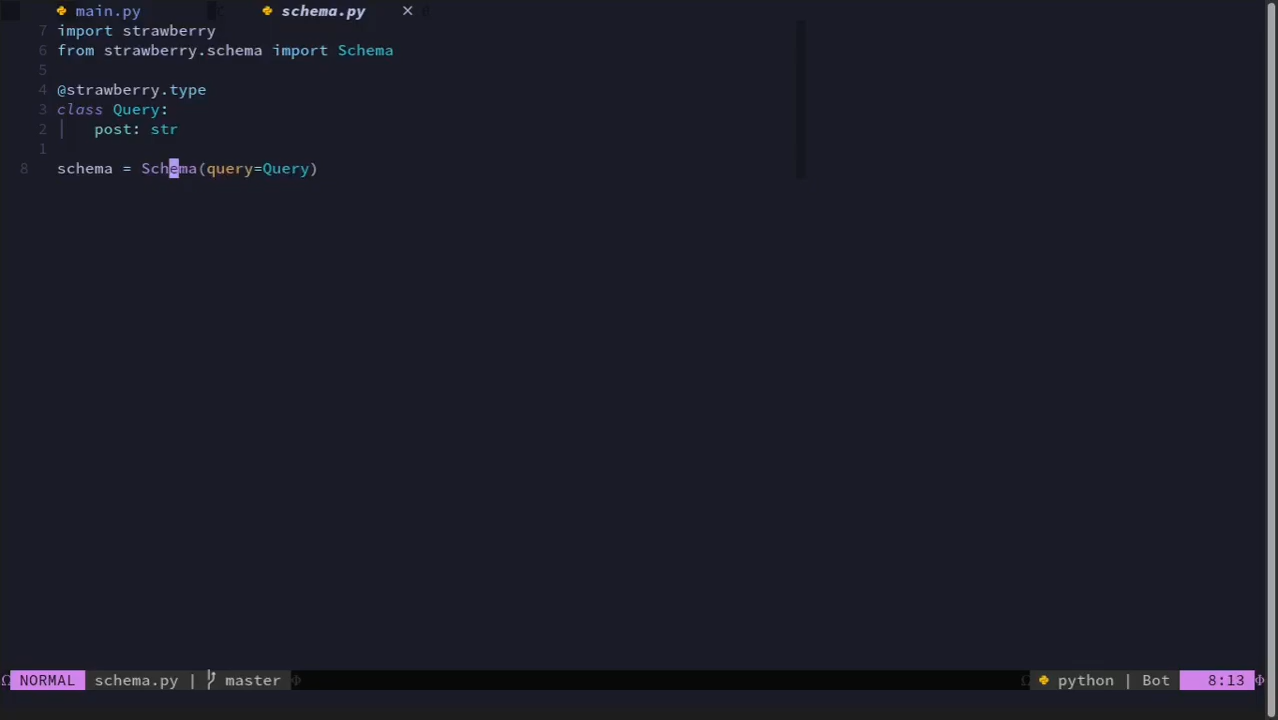 main.py schema.py ×
7 import strawberry
6 from strawberry.schema import Schema
5
4 @strawberry.type
3 class Query:
2 post: str
1
8 schema = Schema(query=Query)
NORMAL schema.py | master python | Bot 8:13